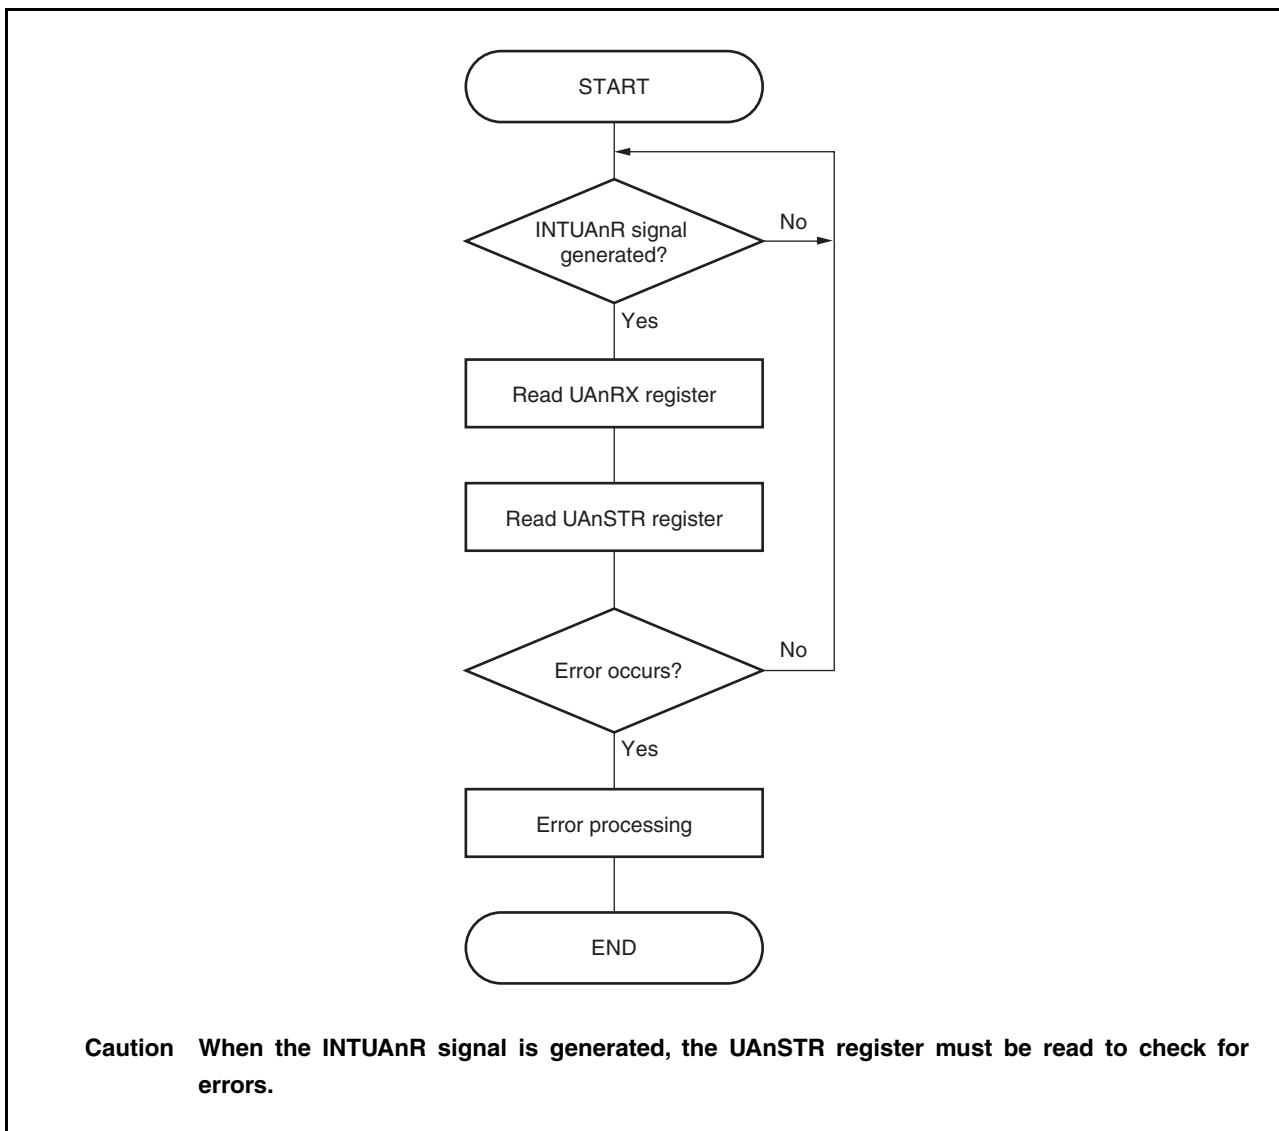 START
INTUAnR signal
generated?
No
Yes
Read UAnRX register
Read UAnSTR register
Error occurs?
No
Yes
Error processing
END
Caution When the INTUAnR signal is generated, the UAnSTR register must be read to check for
errors.